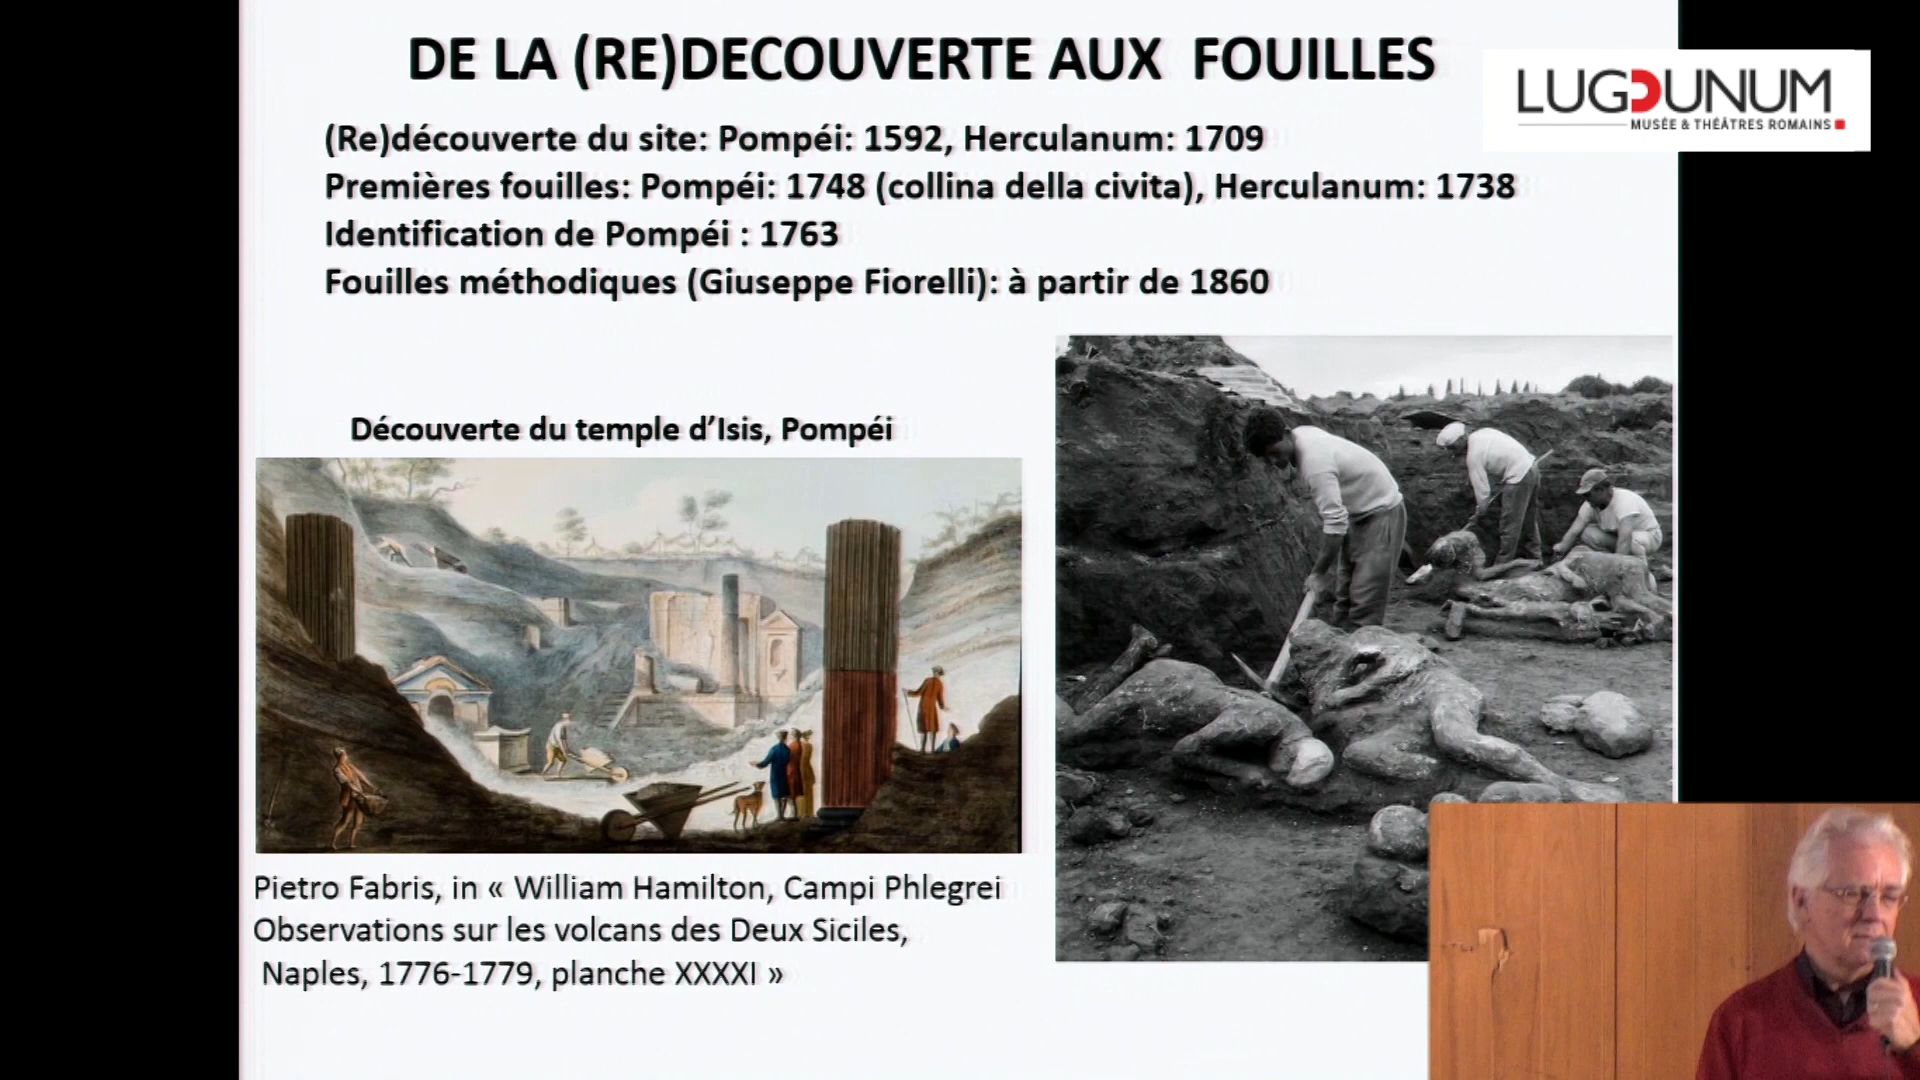 DE LA (RE)DECOUVERTE AUX FOUILLES
LUGDUNUM
MUSÉE & THÉÂTRES ROMAINS
(Re)découverte du site: Pompéi: 1592, Herculanum: 1709
Premières fouilles: Pompéi: 1748 (collina della civita), Herculanum: 1738
Identification de Pompéi : 1763
Fouilles méthodiques (Giuseppe Fiorelli): à partir de 1860
Découverte du temple d’Isis, Pompéi
Pietro Fabris, in « William Hamilton, Campi Phlegrei
Observations sur les volcans des Deux Siciles,
Naples, 1776-1779, planche XXXXI »